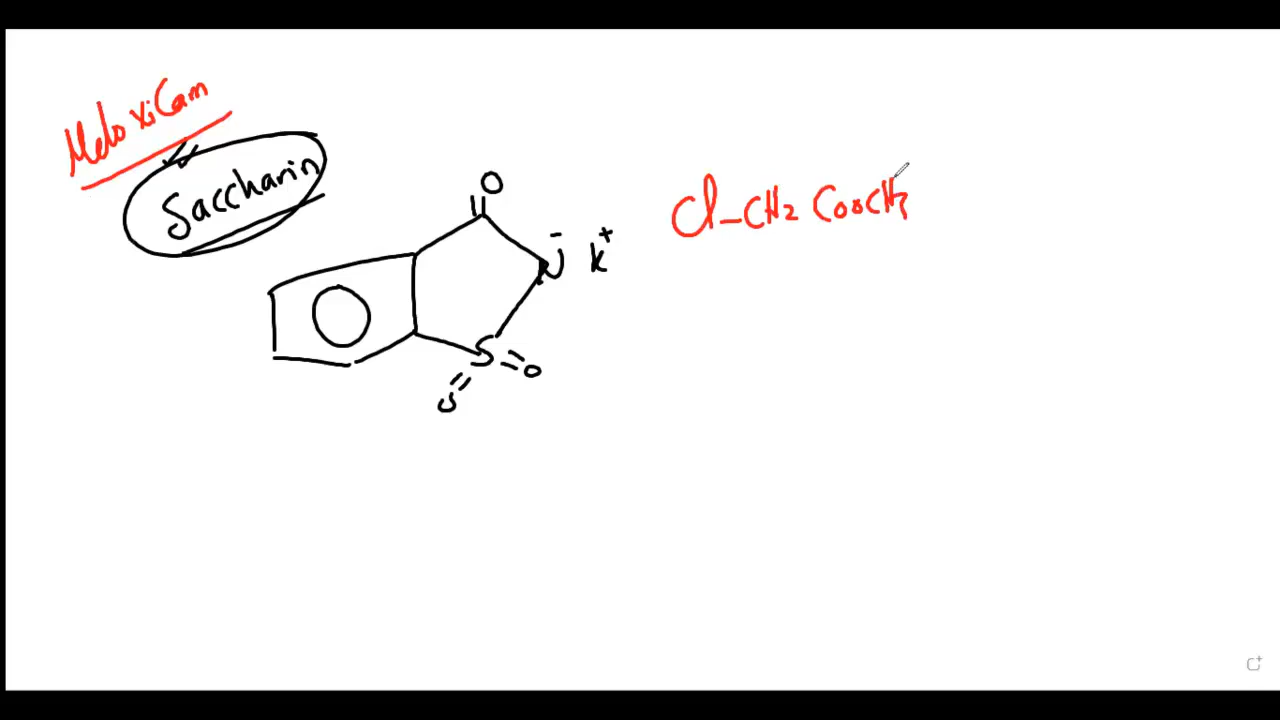 MeloxiCam
Saccharin
O
N - K+
S
O
O
Cl-CH2 COOCH3